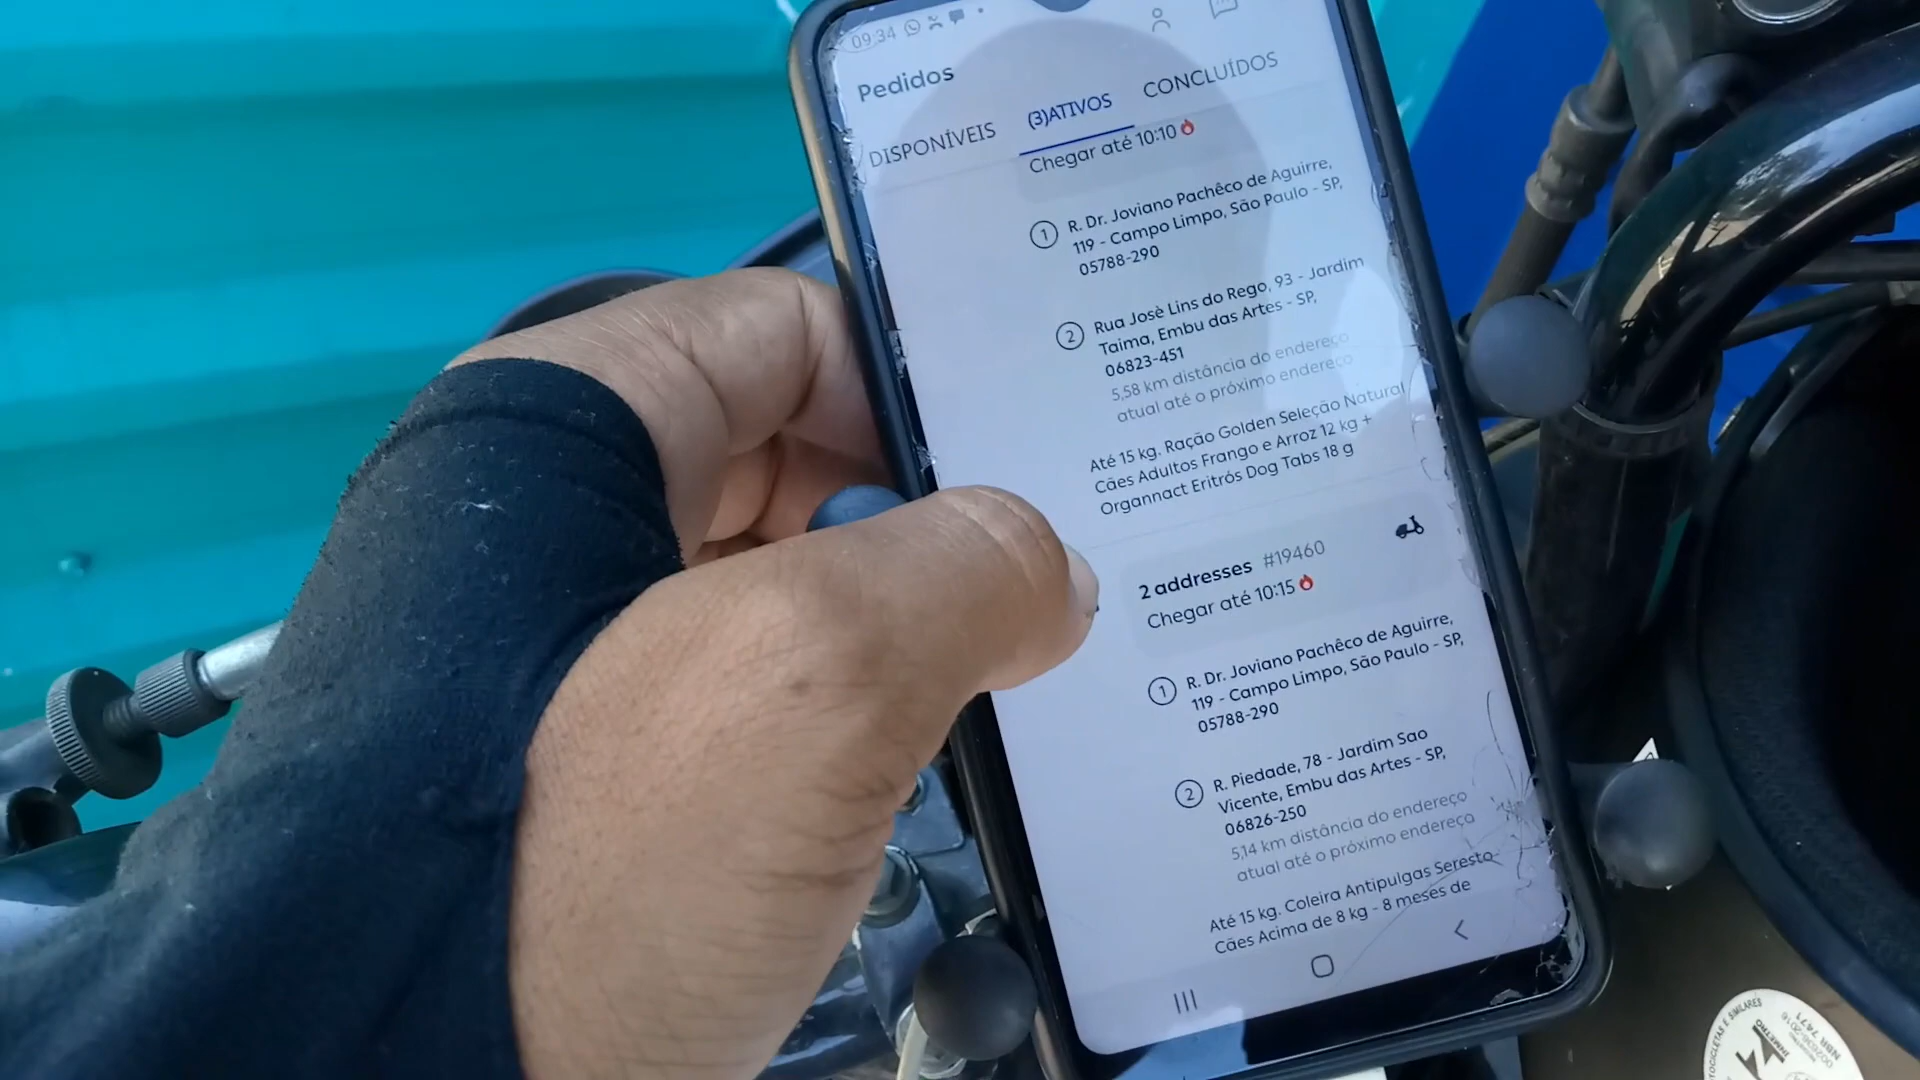 09:34
Pedidos
DISPONÍVEIS
(3)ATIVOS
CONCLUÍDOS
Chegar até 10:10
1 R. Dr. Joviano Pachêco de Aguirre,
119 - Campo Limpo, São Paulo - SP,
05788-290
2 Rua Josè Lins do Rego, 93 - Jardim
Taima, Embu das Artes - SP,
06823-451
5,58 km distância do endereço
atual até o próximo endereço
Até 15 kg. Ração Golden Seleção Natural
Cães Adultos Frango e Arroz 12 kg +
Organnact Eritrós Dog Tabs 18 g
2 addresses #19460
Chegar até 10:15
1 R. Dr. Joviano Pachêco de Aguirre,
119 - Campo Limpo, São Paulo - SP,
05788-290
2 R. Piedade, 78 - Jardim Sao
Vicente, Embu das Artes - SP,
06826-250
5,14 km distância do endereço
atual até o próximo endereço
Até 15 kg. Coleira Antipulgas Seresto
Cães Acima de 8 kg - 8 meses de
INMETRO